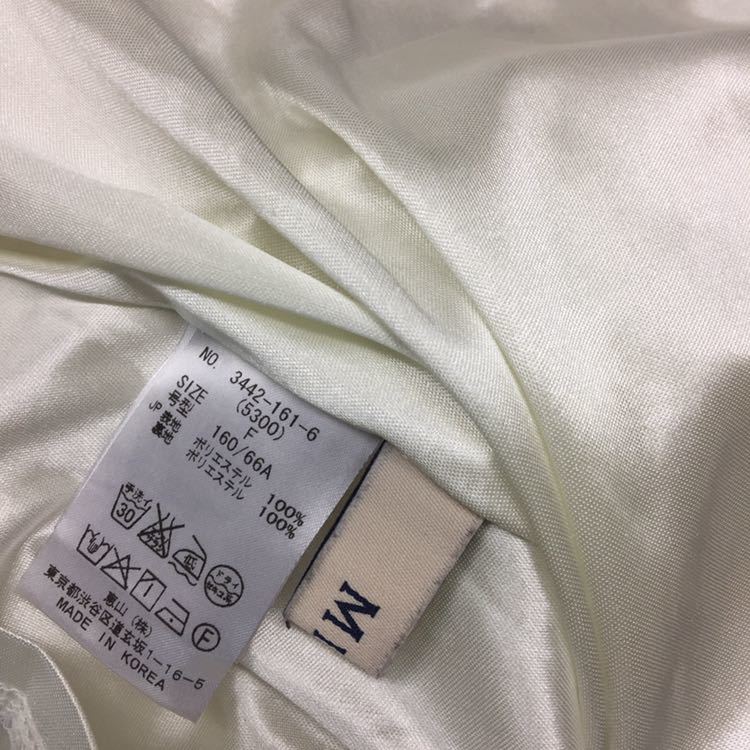 NO. 3442-161-6
(5300)
SIZE F
号型 160/66A
JP 表地 ポリエステル 100%
裏地 ポリエステル 100%
手洗イ 30
低
ドライ
F
惠山(株)
東京都渋谷区道玄坂1-16-5
MADE IN KOREA
M